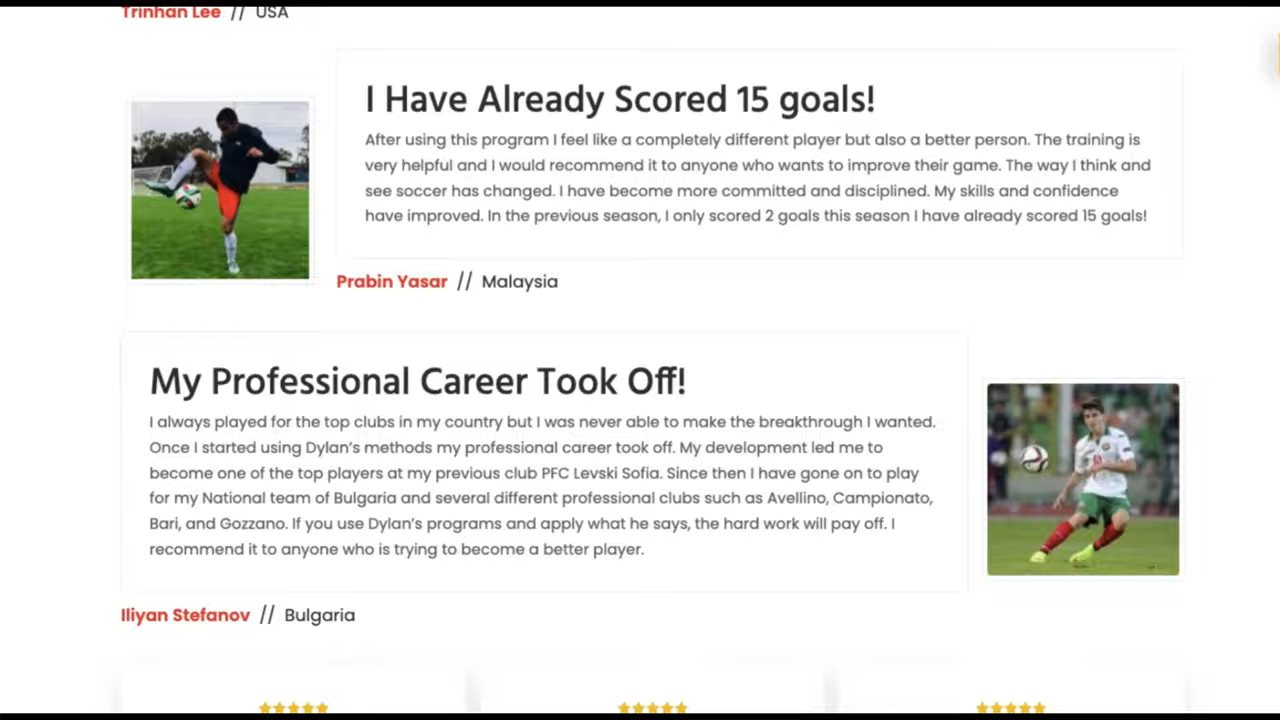 Trinhan Lee // USA
I Have Already Scored 15 goals!
After using this program I feel like a completely different player but also a better person. The training is
very helpful and I would recommend it to anyone who wants to improve their game. The way I think and
see soccer has changed. I have become more committed and disciplined. My skills and confidence
have improved. In the previous season, I only scored 2 goals this season I have already scored 15 goals!
Prabin Yasar // Malaysia
My Professional Career Took Off!
I always played for the top clubs in my country but I was never able to make the breakthrough I wanted.
Once I started using Dylan's methods my professional career took off. My development led me to
become one of the top players at my previous club PFC Levski Sofia. Since then I have gone on to play
for my National team of Bulgaria and several different professional clubs such as Avellino, Campionato,
Bari, and Gozzano. If you use Dylan's programs and apply what he says, the hard work will pay off. I
recommend it to anyone who is trying to become a better player.
Iliyan Stefanov // Bulgaria